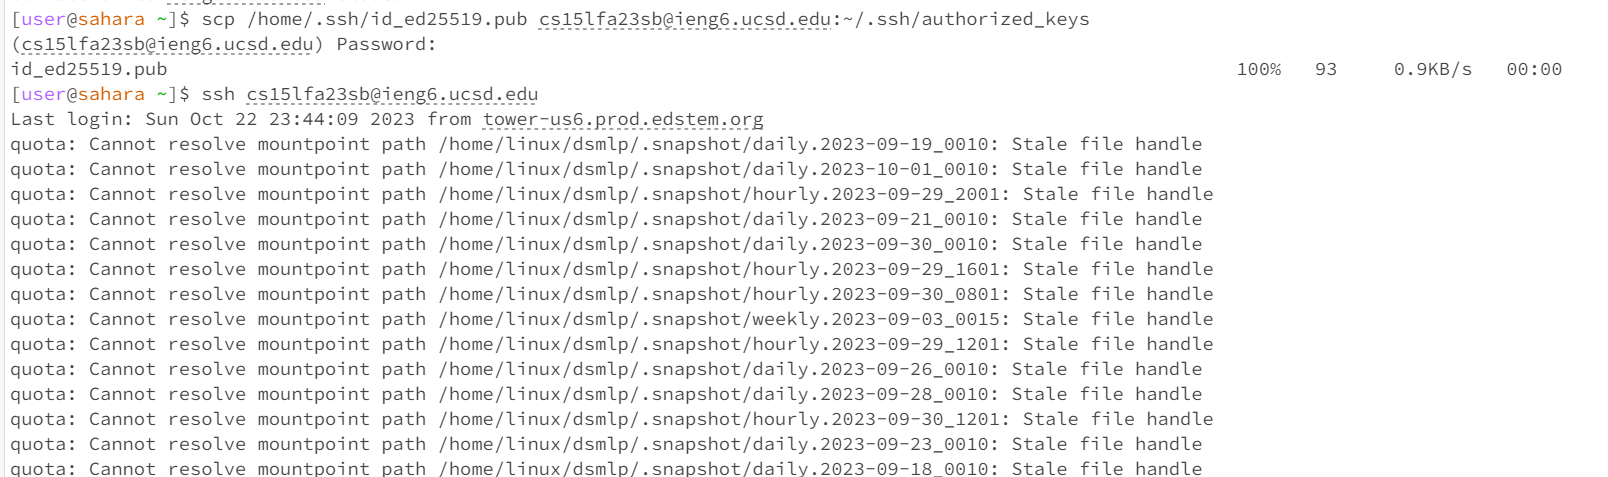 [user@sahara ~]$ scp /home/.ssh/id_ed25519.pub cs15lfa23sb@ieng6.ucsd.edu:~/.ssh/authorized_keys
(cs15lfa23sb@ieng6.ucsd.edu) Password:
id_ed25519.pub 100% 93 0.9KB/s 00:00
[user@sahara ~]$ ssh cs15lfa23sb@ieng6.ucsd.edu
Last login: Sun Oct 22 23:44:09 2023 from tower-us6.prod.edstem.org
quota: Cannot resolve mountpoint path /home/linux/dsmlp/.snapshot/daily.2023-09-19_0010: Stale file handle
quota: Cannot resolve mountpoint path /home/linux/dsmlp/.snapshot/daily.2023-10-01_0010: Stale file handle
quota: Cannot resolve mountpoint path /home/linux/dsmlp/.snapshot/hourly.2023-09-29_2001: Stale file handle
quota: Cannot resolve mountpoint path /home/linux/dsmlp/.snapshot/daily.2023-09-21_0010: Stale file handle
quota: Cannot resolve mountpoint path /home/linux/dsmlp/.snapshot/daily.2023-09-30_0010: Stale file handle
quota: Cannot resolve mountpoint path /home/linux/dsmlp/.snapshot/hourly.2023-09-29_1601: Stale file handle
quota: Cannot resolve mountpoint path /home/linux/dsmlp/.snapshot/hourly.2023-09-30_0801: Stale file handle
quota: Cannot resolve mountpoint path /home/linux/dsmlp/.snapshot/weekly.2023-09-03_0015: Stale file handle
quota: Cannot resolve mountpoint path /home/linux/dsmlp/.snapshot/hourly.2023-09-29_1201: Stale file handle
quota: Cannot resolve mountpoint path /home/linux/dsmlp/.snapshot/daily.2023-09-26_0010: Stale file handle
quota: Cannot resolve mountpoint path /home/linux/dsmlp/.snapshot/daily.2023-09-28_0010: Stale file handle
quota: Cannot resolve mountpoint path /home/linux/dsmlp/.snapshot/hourly.2023-09-30_1201: Stale file handle
quota: Cannot resolve mountpoint path /home/linux/dsmlp/.snapshot/daily.2023-09-23_0010: Stale file handle
quota: Cannot resolve mountpoint path /home/linux/dsmlp/.snapshot/daily.2023-09-18_0010: Stale file handle